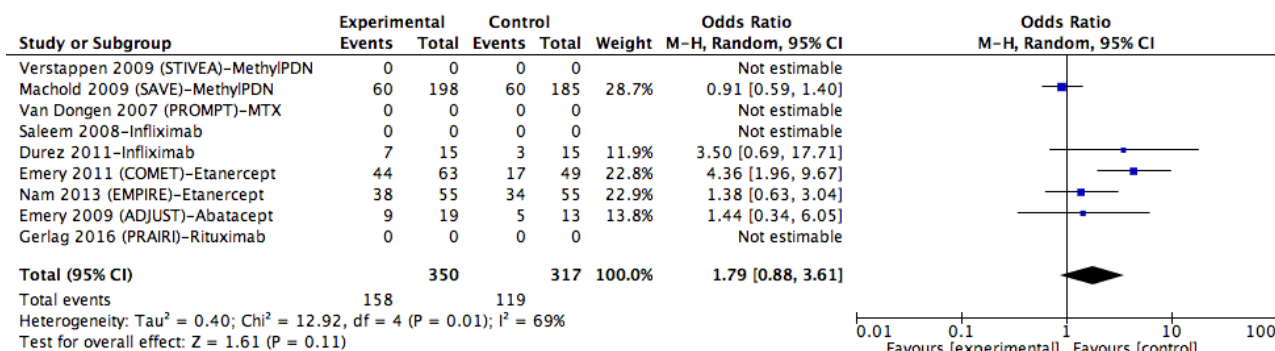 Experimental Control Odds Ratio Odds Ratio
Study or Subgroup Events Total Events Total Weight M-H, Random, 95% CI M-H, Random, 95% CI
Verstappen 2009 (STIVEA)-MethylPDN 0 0 0 0 Not estimable
Machold 2009 (SAVE)-MethylPDN 60 198 60 185 28.7% 0.91 [0.59, 1.40]
Van Dongen 2007 (PROMPT)-MTX 0 0 0 0 Not estimable
Saleem 2008-Infliximab 0 0 0 0 Not estimable
Durez 2011-Infliximab 7 15 3 15 11.9% 3.50 [0.69, 17.71]
Emery 2011 (COMET)-Etanercept 44 63 17 49 22.8% 4.36 [1.96, 9.67]
Nam 2013 (EMPIRE)-Etanercept 38 55 34 55 22.9% 1.38 [0.63, 3.04]
Emery 2009 (ADJUST)-Abatacept 9 19 5 13 13.8% 1.44 [0.34, 6.05]
Gerlag 2016 (PRAIRI)-Rituximab 0 0 0 0 Not estimable
Total (95% CI) 350 317 100.0% 1.79 [0.88, 3.61]
Total events 158 119
Heterogeneity: Tau² = 0.40; Chi² = 12.92, df = 4 (P = 0.01); I² = 69%
Test for overall effect: Z = 1.61 (P = 0.11)
0.01 0.1 1 10 100
Favours [experimental] Favours [control]